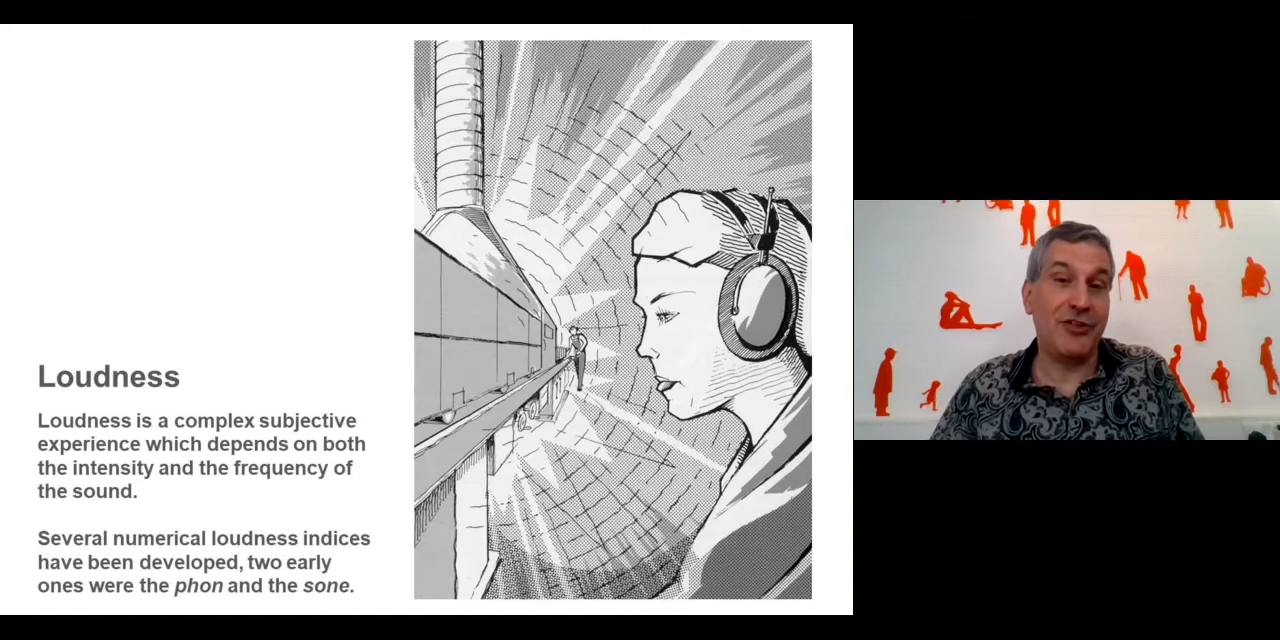 Loudness
Loudness is a complex subjective
experience which depends on both
the intensity and the frequency of
the sound.
Several numerical loudness indices
have been developed, two early
ones were the phon and the sone.